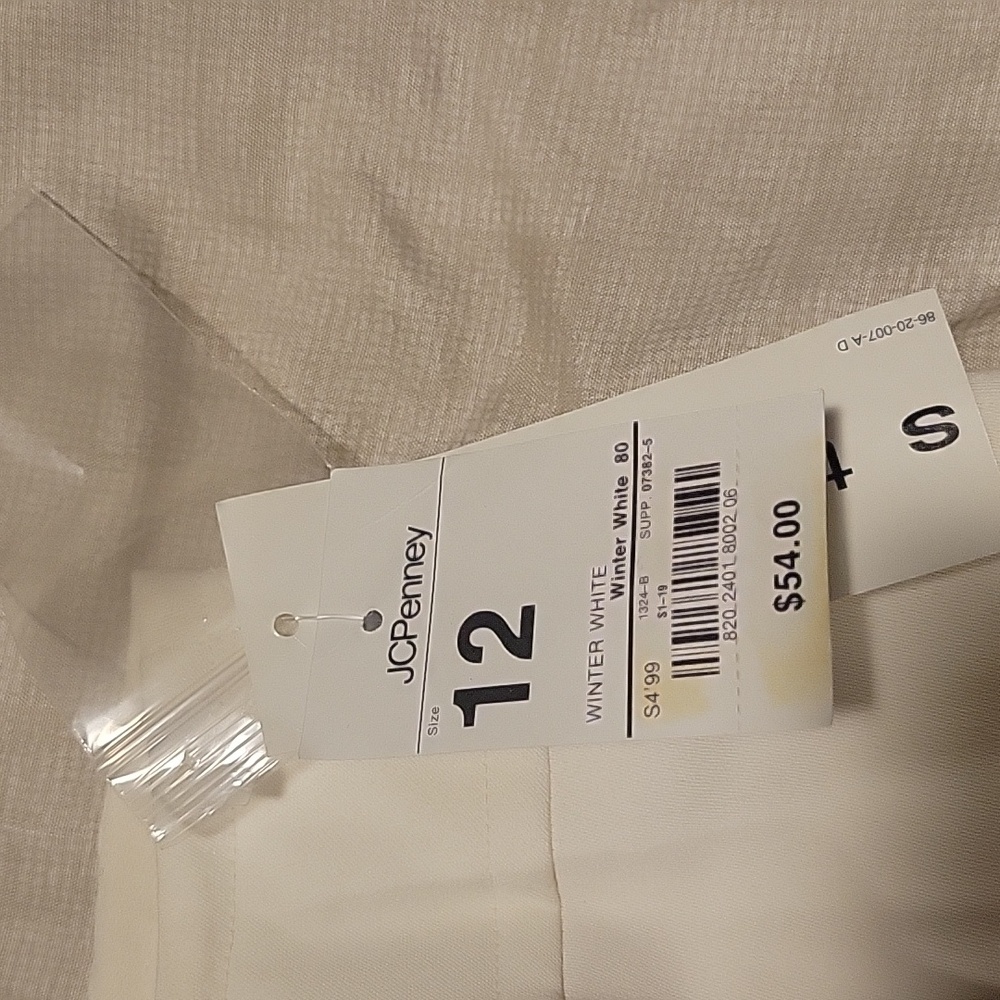 JCPenney
Size
12
WINTER WHITE
Winter White 80
1324-B SUPP. 07382-5
S4'99 $1-19
820 2401 8002 06
$54.00
86-20-007-A D
S